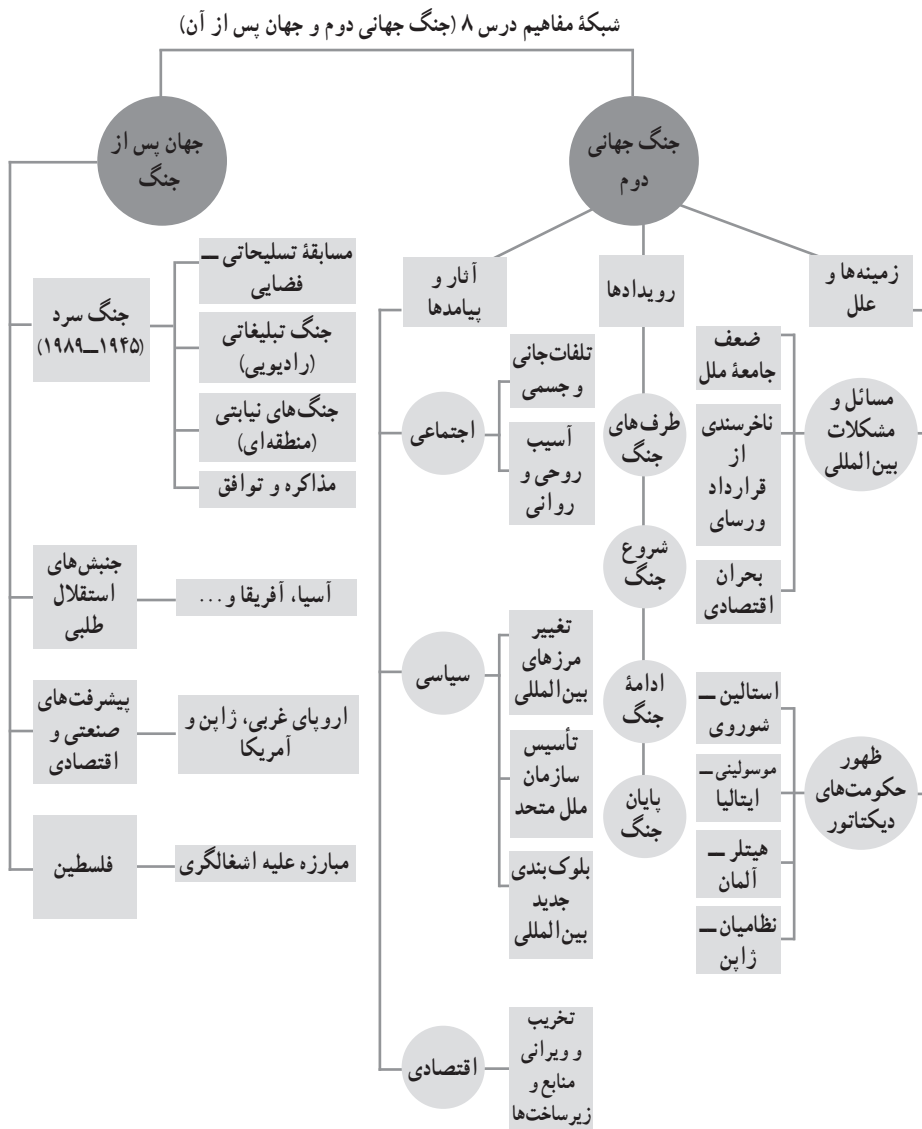 شبکهٔ مفاهیم درس ۸ (جنگ جهانی دوم و جهان پس از آن)
جنگ جهانی
دوم
زمینه‌ها و
علل
مسائل و
مشکلات
بین‌المللی
ضعف
جامعهٔ ملل
ناخرسندی
از
قرارداد
ورسای
بحران
اقتصادی
ظهور
حکومت‌های
دیکتاتور
استالین ــ
شوروی
موسولینی ــ
ایتالیا
هیتلر ــ
آلمان
نظامیان ــ
ژاپن
رویدادها
طرف‌های
جنگ
شروع
جنگ
ادامهٔ
جنگ
پایان
جنگ
آثار و
پیامدها
اجتماعی
تلفات‌جانی
و جسمی
آسیب
روحی و
روانی
سیاسی
تغییر
مرزهای
بین‌المللی
تأسیس
سازمان
ملل متحد
بلوک‌بندی
جدید
بین‌المللی
اقتصادی
تخریب
و ویرانی
منابع و
زیرساخت‌ها
جهان پس از
جنگ
جنگ سرد
(۱۹۴۵ــ۱۹۸۹)
مسابقهٔ تسلیحاتی ــ
فضایی
جنگ تبلیغاتی
(رادیویی)
جنگ‌های نیابتی
(منطقه‌ای)
مذاکره و توافق
جنبش‌های
استقلال
طلبی
آسیا، آفریقا و...
پیشرفت‌های
صنعتی و
اقتصادی
اروپای غربی، ژاپن و
آمریکا
فلسطین
مبارزه علیه اشغالگری